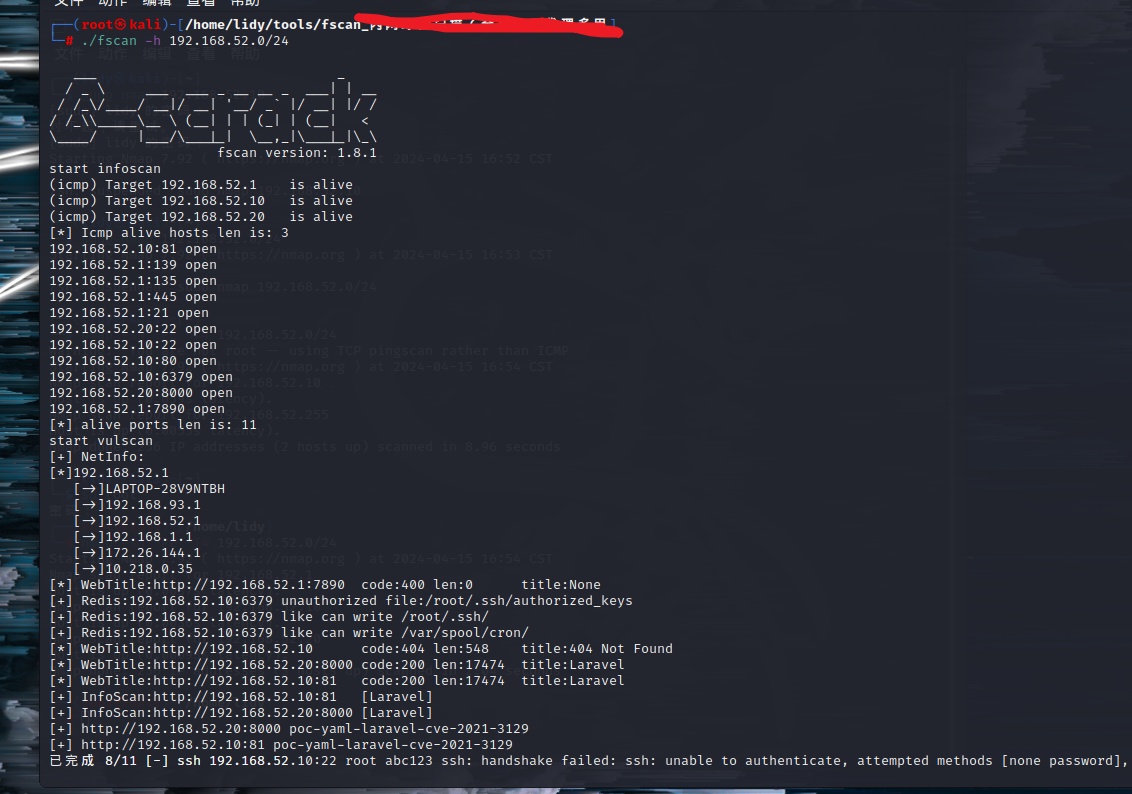 文件 动作 编辑 查看 帮助
(root㉿kali)-[/home/lidy/tools/fscan_
# ./fscan -h 192.168.52.0/24
fscan version: 1.8.1
start infoscan
(icmp) Target 192.168.52.1 is alive
(icmp) Target 192.168.52.10 is alive
(icmp) Target 192.168.52.20 is alive
[*] Icmp alive hosts len is: 3
192.168.52.10:81 open
192.168.52.1:139 open
192.168.52.1:135 open
192.168.52.1:445 open
192.168.52.1:21 open
192.168.52.20:22 open
192.168.52.10:22 open
192.168.52.10:80 open
192.168.52.10:6379 open
192.168.52.20:8000 open
192.168.52.1:7890 open
[*] alive ports len is: 11
start vulscan
[+] NetInfo:
[*]192.168.52.1
[->]LAPTOP-28V9NTBH
[->]192.168.93.1
[->]192.168.52.1
[->]192.168.1.1
[->]172.26.144.1
[->]10.218.0.35
[*] WebTitle:http://192.168.52.1:7890 code:400 len:0 title:None
[+] Redis:192.168.52.10:6379 unauthorized file:/root/.ssh/authorized_keys
[+] Redis:192.168.52.10:6379 like can write /root/.ssh/
[+] Redis:192.168.52.10:6379 like can write /var/spool/cron/
[*] WebTitle:http://192.168.52.10 code:404 len:548 title:404 Not Found
[*] WebTitle:http://192.168.52.20:8000 code:200 len:17474 title:Laravel
[*] WebTitle:http://192.168.52.10:81 code:200 len:17474 title:Laravel
[+] InfoScan:http://192.168.52.10:81 [Laravel]
[+] InfoScan:http://192.168.52.20:8000 [Laravel]
[+] http://192.168.52.20:8000 poc-yaml-laravel-cve-2021-3129
[+] http://192.168.52.10:81 poc-yaml-laravel-cve-2021-3129
已完成 8/11 [-] ssh 192.168.52.10:22 root abc123 ssh: handshake failed: ssh: unable to authenticate, attempted methods [none password],